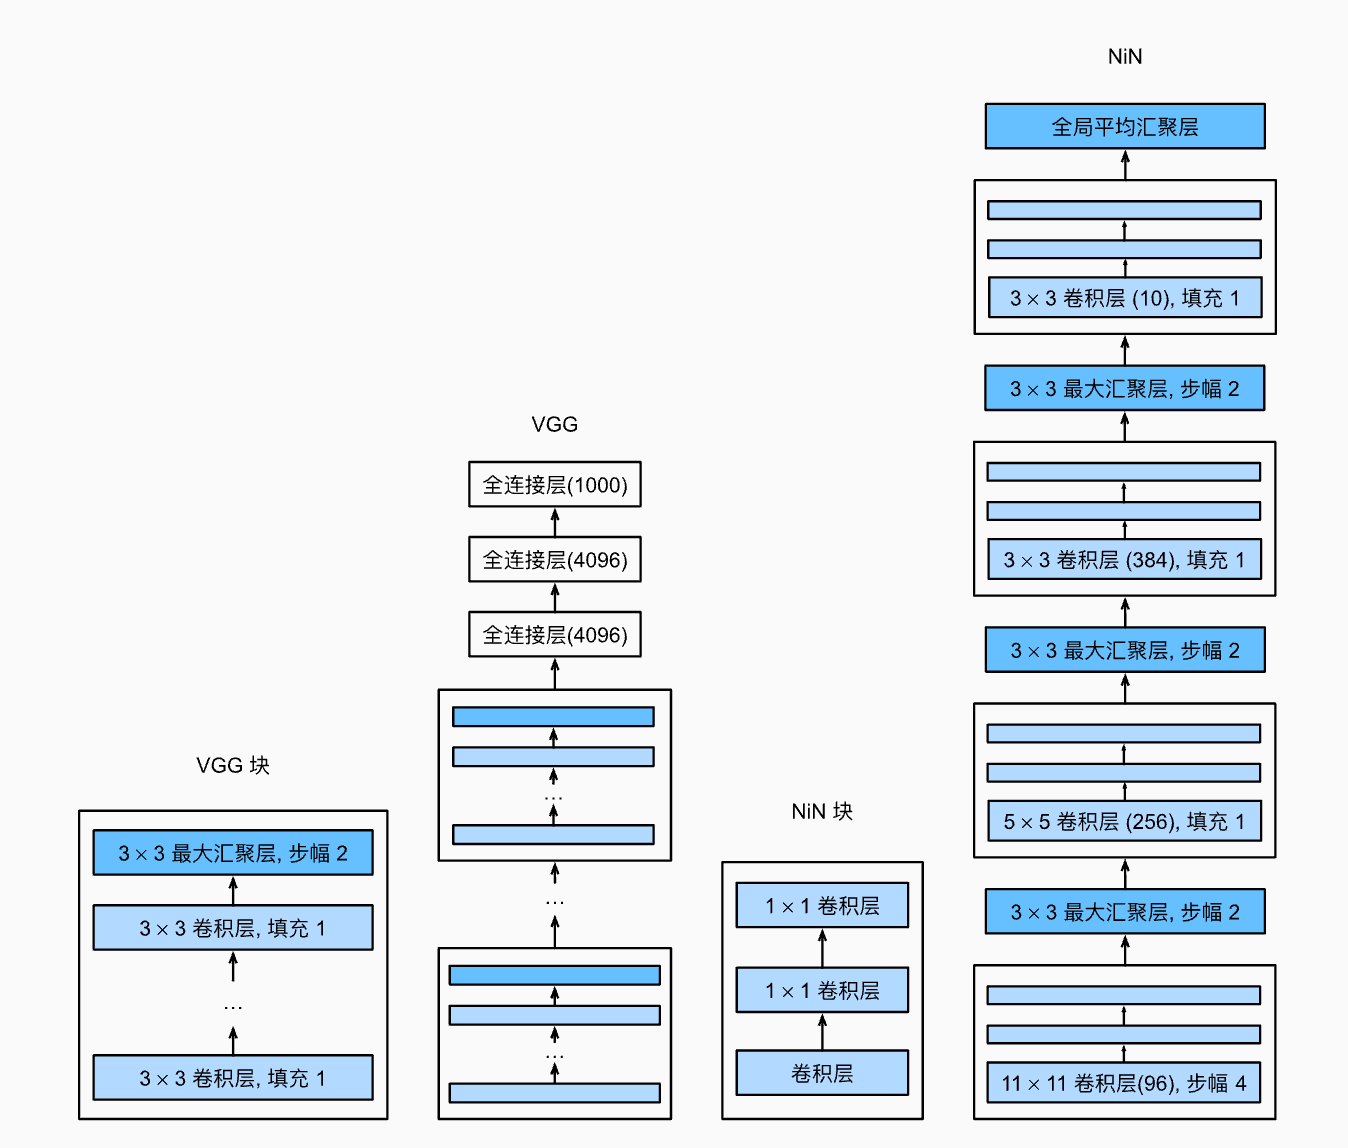 VGG 块
3 × 3 最大汇聚层, 步幅 2
3 × 3 卷积层, 填充 1
...
3 × 3 卷积层, 填充 1
VGG
全连接层(1000)
全连接层(4096)
全连接层(4096)
...
...
...
NiN 块
1 × 1 卷积层
1 × 1 卷积层
卷积层
NiN
全局平均汇聚层
3 × 3 卷积层 (10), 填充 1
3 × 3 最大汇聚层, 步幅 2
3 × 3 卷积层 (384), 填充 1
3 × 3 最大汇聚层, 步幅 2
5 × 5 卷积层 (256), 填充 1
3 × 3 最大汇聚层, 步幅 2
11 × 11 卷积层(96), 步幅 4